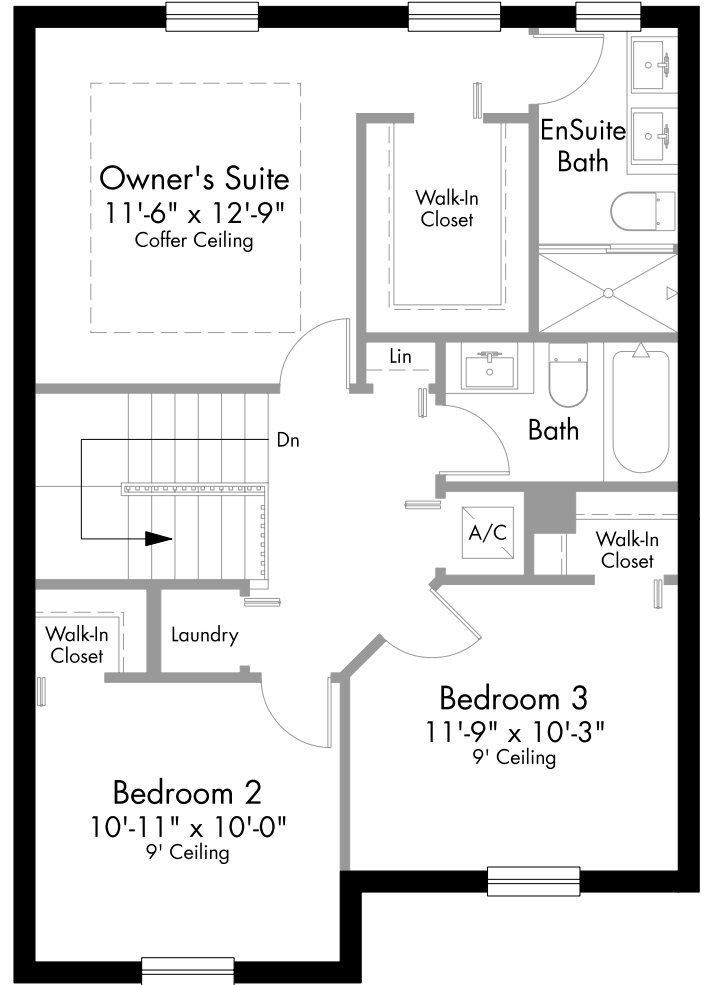 Owner's Suite
11'-6" x 12'-9"
Coffer Ceiling
Walk-In
Closet
EnSuite
Bath
Lin
Bath
Dn
A/C
Walk-In
Closet
Walk-In
Closet
Laundry
Bedroom 3
11'-9" x 10'-3"
9' Ceiling
Bedroom 2
10'-11" x 10'-0"
9' Ceiling